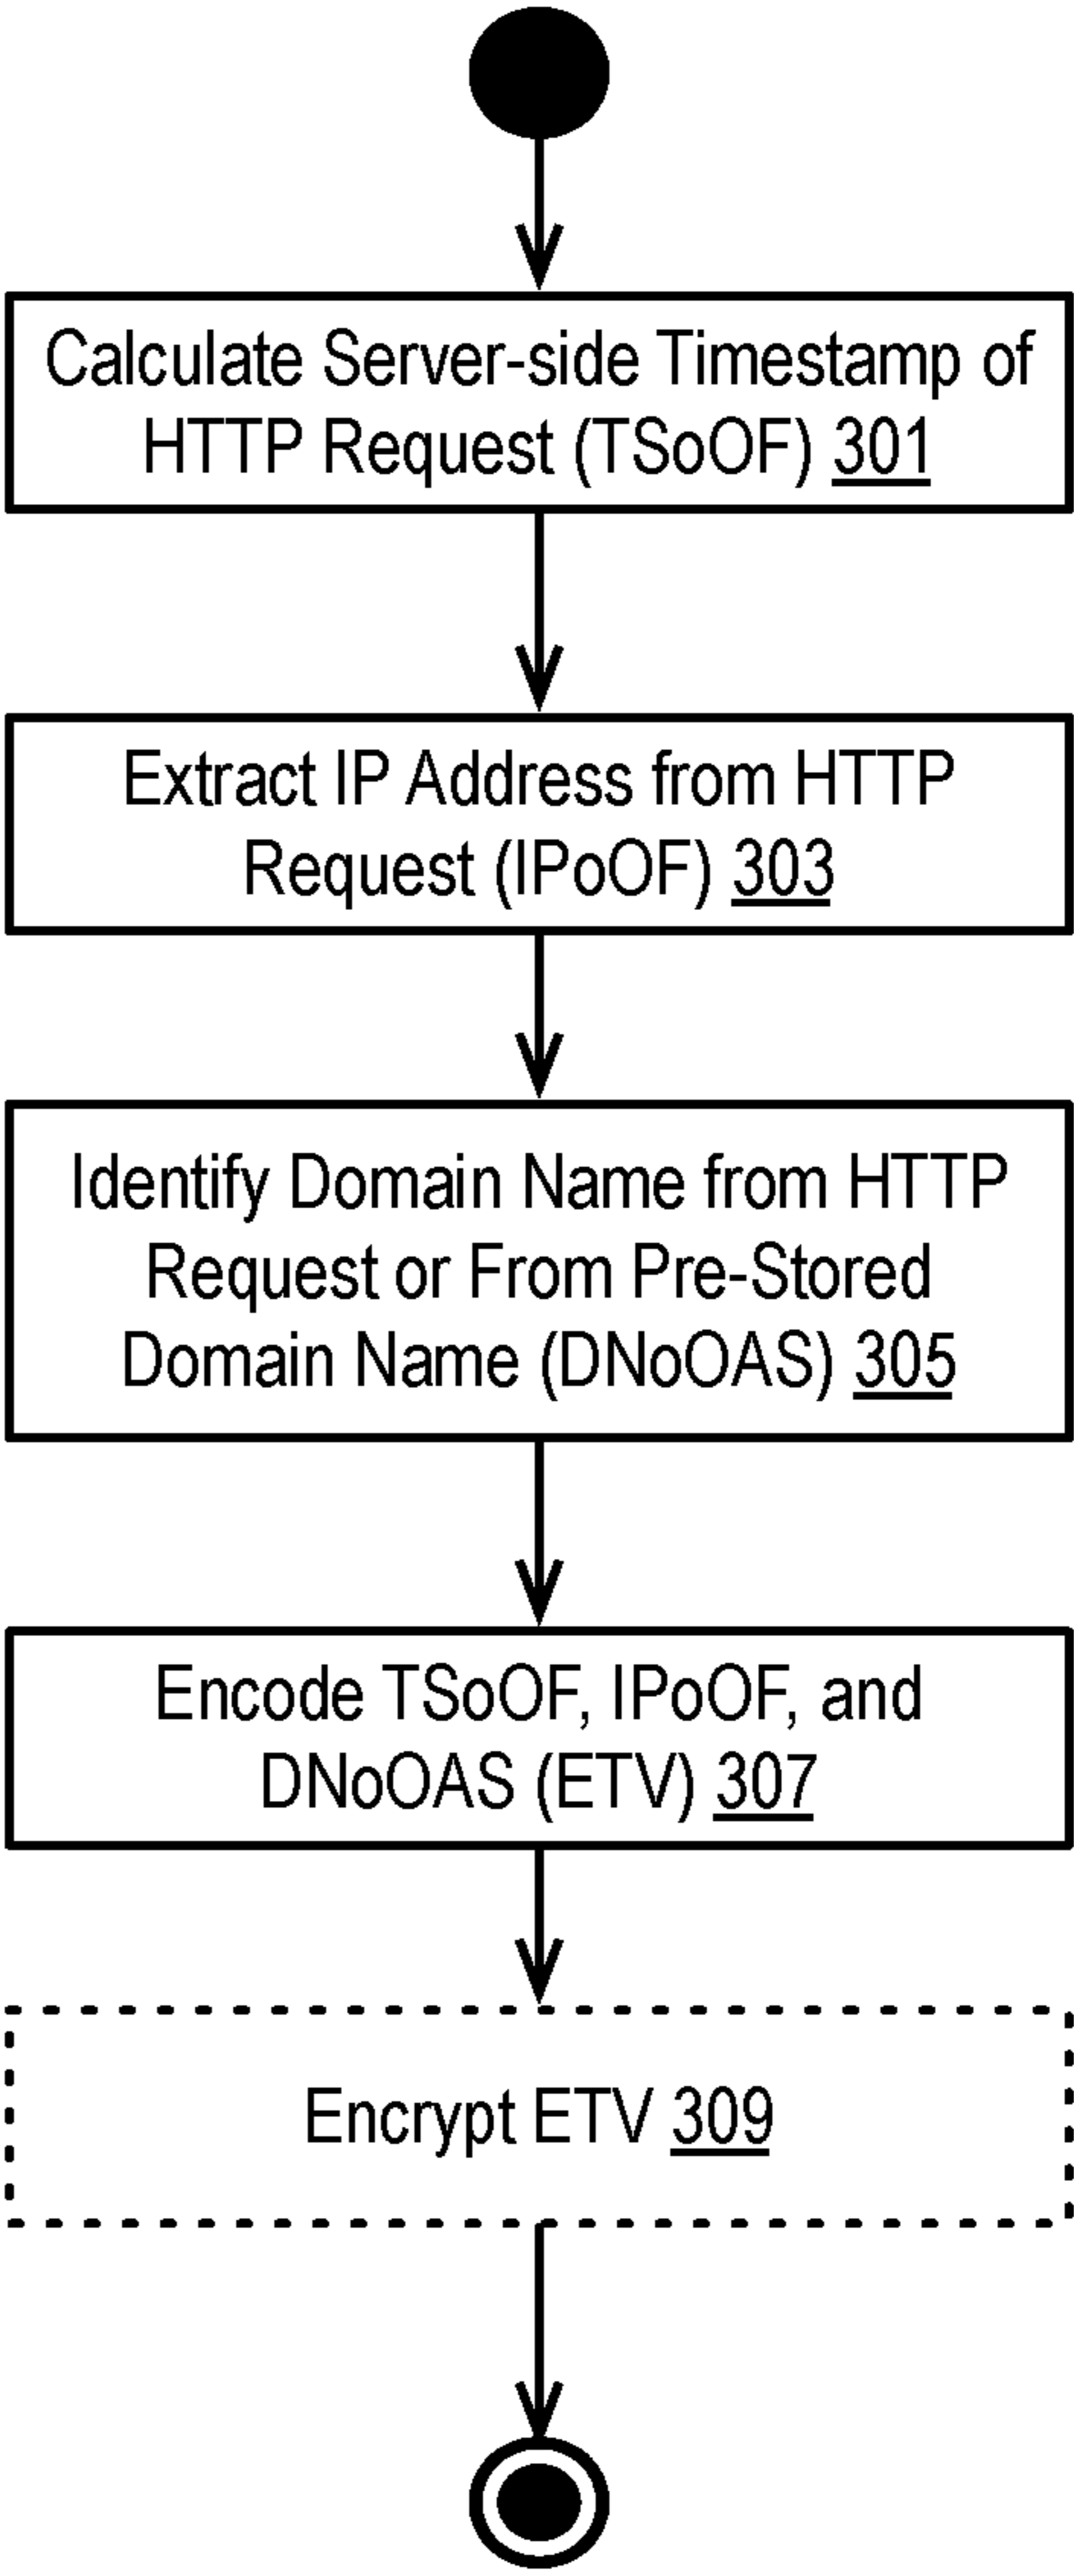 Calculate Server-side Timestamp of
HTTP Request (TSoOF) 301
Extract IP Address from HTTP
Request (IPoOF) 303
Identify Domain Name from HTTP
Request or From Pre-Stored
Domain Name (DNoOAS) 305
Encode TSoOF, IPoOF, and
DNoOAS (ETV) 307
Encrypt ETV 309